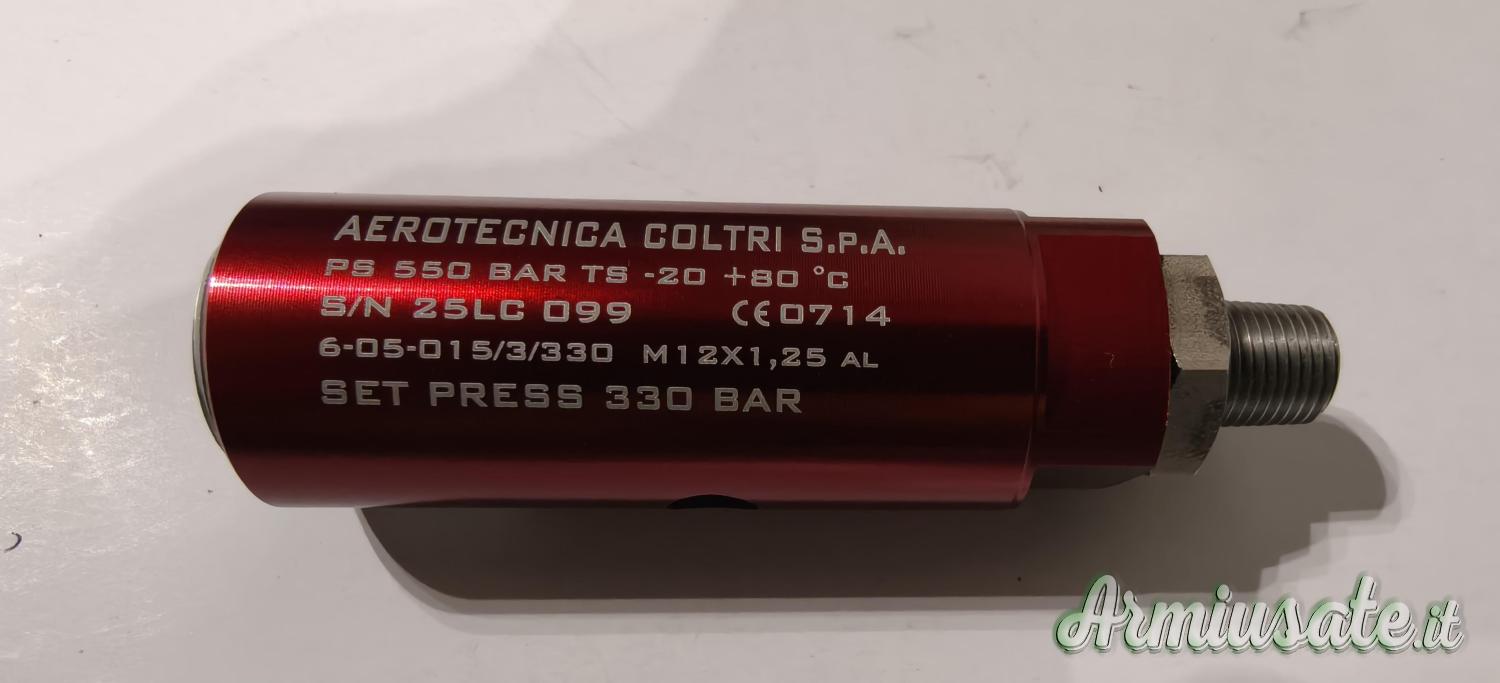 AEROTECNICA COLTRI S.P.A.
PS 550 BAR TS -20 +80 °C
S/N 25LC 099 CE0714
6-05-015/3/330 M12X1,25 AL
SET PRESS 330 BAR
Armiusate.it